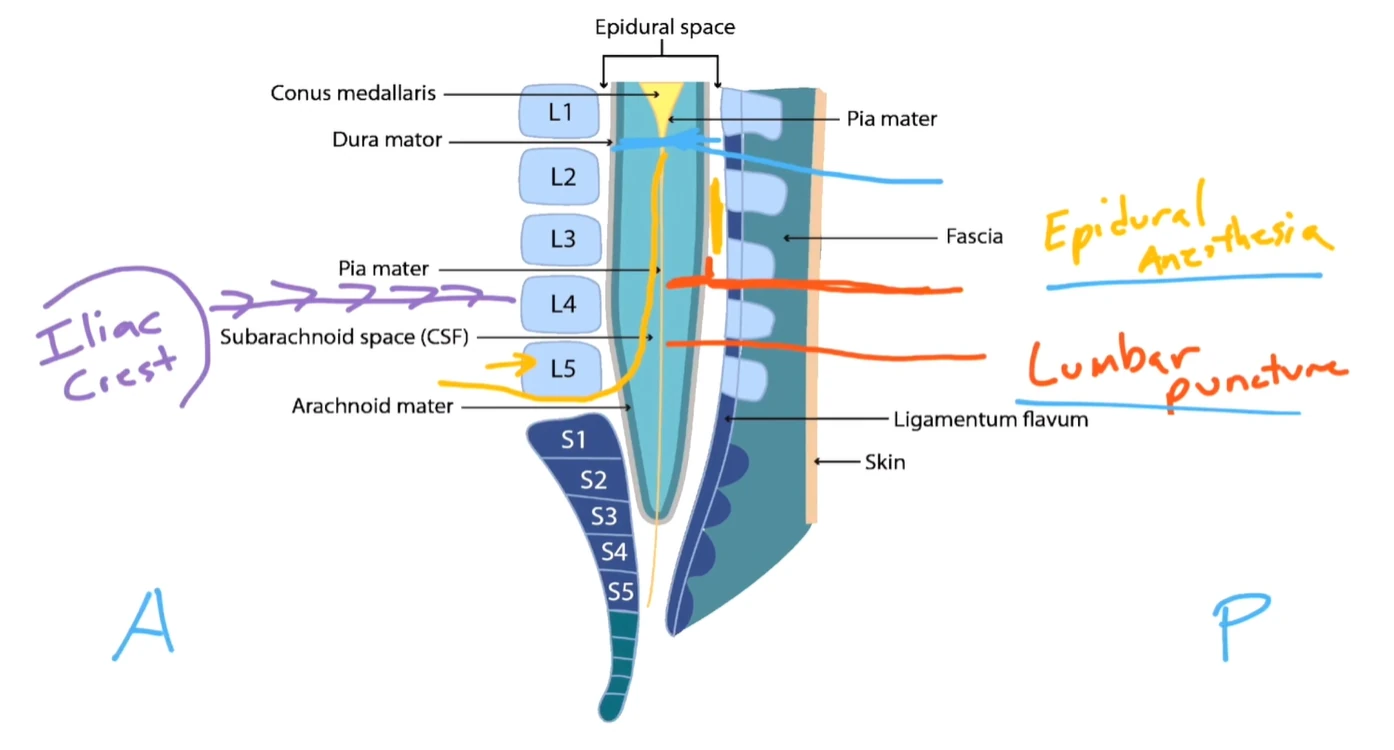 Epidural space
Conus medallaris
L1
Pia mater
Dura mator
L2
Epidural
Anesthesia
L3
Fascia
Pia mater
L4
Iliac
Crest
Subarachnoid space (CSF)
L5
Lumbar
puncture
Arachnoid mater
Ligamentum flavum
S1
Skin
S2
S3
S4
S5
A
P